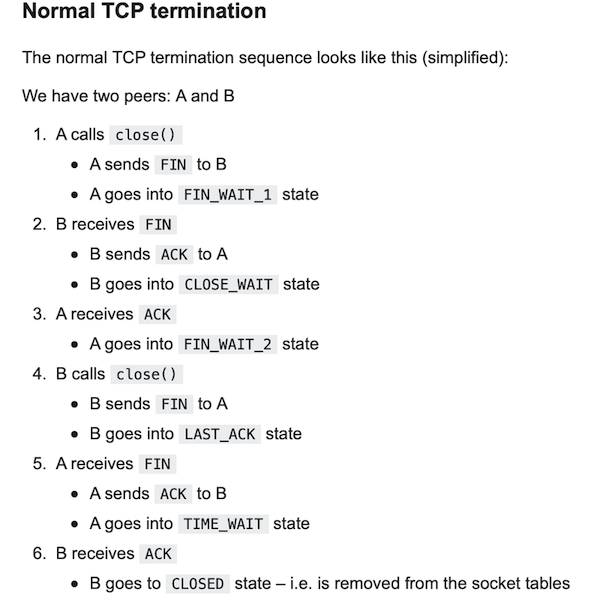 Normal TCP termination
The normal TCP termination sequence looks like this (simplified):
We have two peers: A and B
1. A calls close()
• A sends FIN to B
• A goes into FIN_WAIT_1 state
2. B receives FIN
• B sends ACK to A
• B goes into CLOSE_WAIT state
3. A receives ACK
• A goes into FIN_WAIT_2 state
4. B calls close()
• B sends FIN to A
• B goes into LAST_ACK state
5. A receives FIN
• A sends ACK to B
• A goes into TIME_WAIT state
6. B receives ACK
• B goes to CLOSED state – i.e. is removed from the socket tables